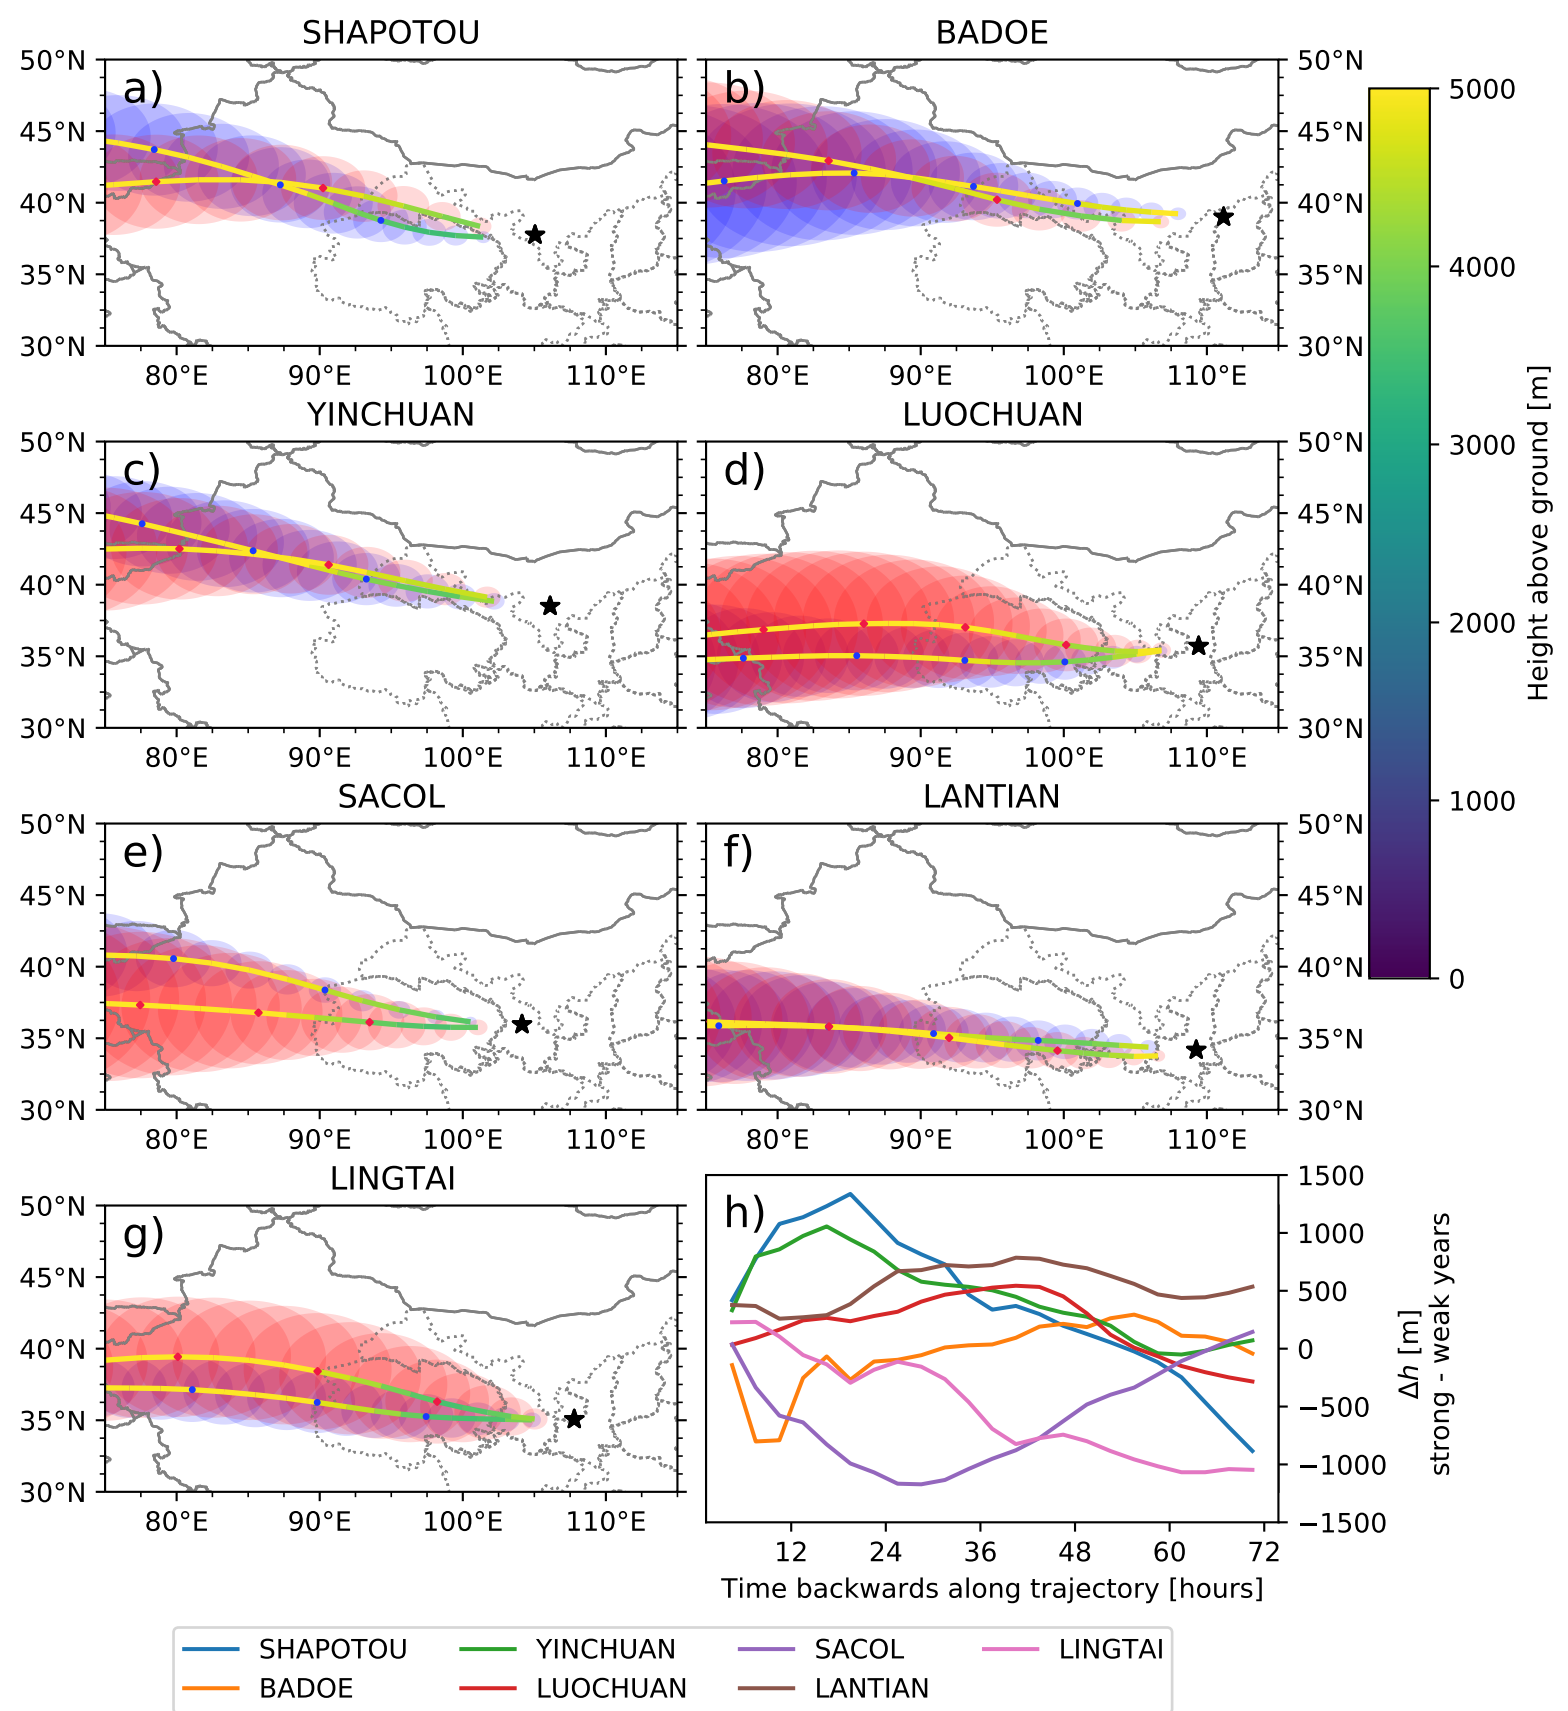 SHAPOTOU
BADOE
50°N
a)
b)
50°N
5000
45°N
45°N
40°N
40°N
4000
35°N
35°N
30°N
30°N
80°E
90°E
100°E
110°E
80°E
90°E
100°E
110°E
YINCHUAN
LUOCHUAN
50°N
c)
d)
50°N
3000
45°N
45°N
40°N
40°N
2000
35°N
35°N
30°N
30°N
80°E
90°E
100°E
110°E
80°E
90°E
100°E
110°E
1000
Height above ground [m]
SACOL
LANTIAN
50°N
e)
f)
50°N
45°N
45°N
40°N
40°N
0
35°N
35°N
30°N
30°N
80°E
90°E
100°E
110°E
80°E
90°E
100°E
110°E
LINGTAI
50°N
g)
45°N
40°N
35°N
30°N
80°E
90°E
100°E
110°E
h)
1500
1000
500
0
−500
−1000
−1500
Δh [m]
strong - weak years
12
24
36
48
60
72
Time backwards along trajectory [hours]
SHAPOTOU
YINCHUAN
SACOL
LINGTAI
BADOE
LUOCHUAN
LANTIAN